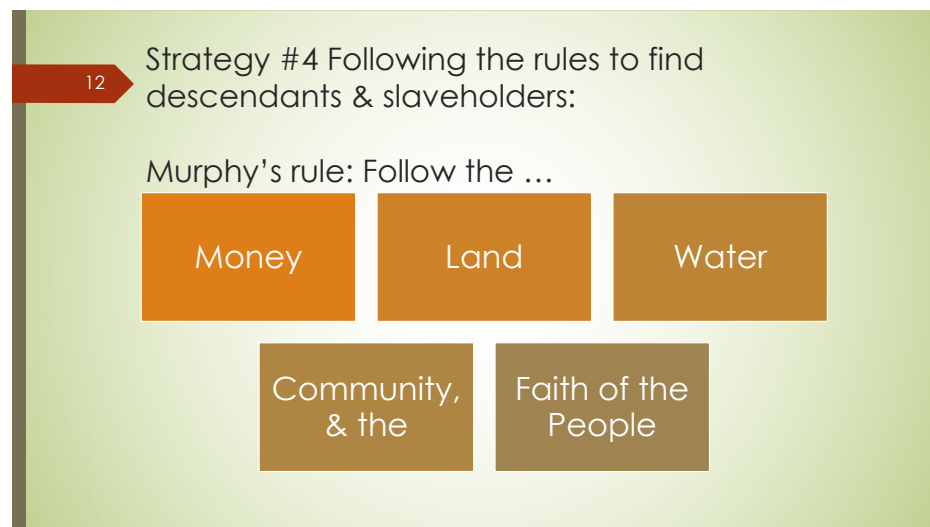 12
Strategy #4 Following the rules to find
descendants & slaveholders:
Murphy’s rule: Follow the …
Money
Land
Water
Community,
& the
Faith of the
People